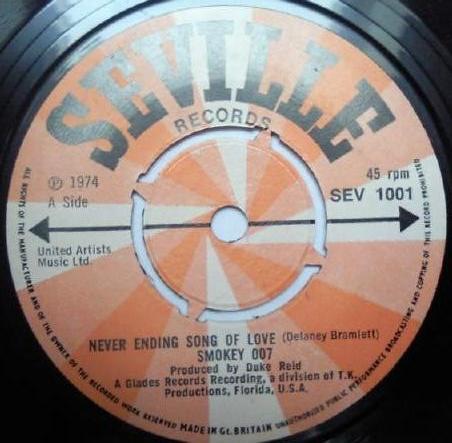 SEVILLE
RECORDS
℗ 1974
A Side
45 rpm
SEV 1001
United Artists
Music Ltd.
NEVER ENDING SONG OF LOVE (Delaney Bramlett)
SMOKEY 007
Produced by Duke Reid
A Glades Records Recording, a division of T.K.
Productions, Florida, U.S.A.
ALL RIGHTS OF THE MANUFACTURER AND OF THE OWNER OF THE RECORDED WORK RESERVED MADE IN Gt. BRITAIN UNAUTHORIZED PUBLIC PERFORMANCE BROADCASTING AND COPYING OF THIS RECORD PROHIBITED